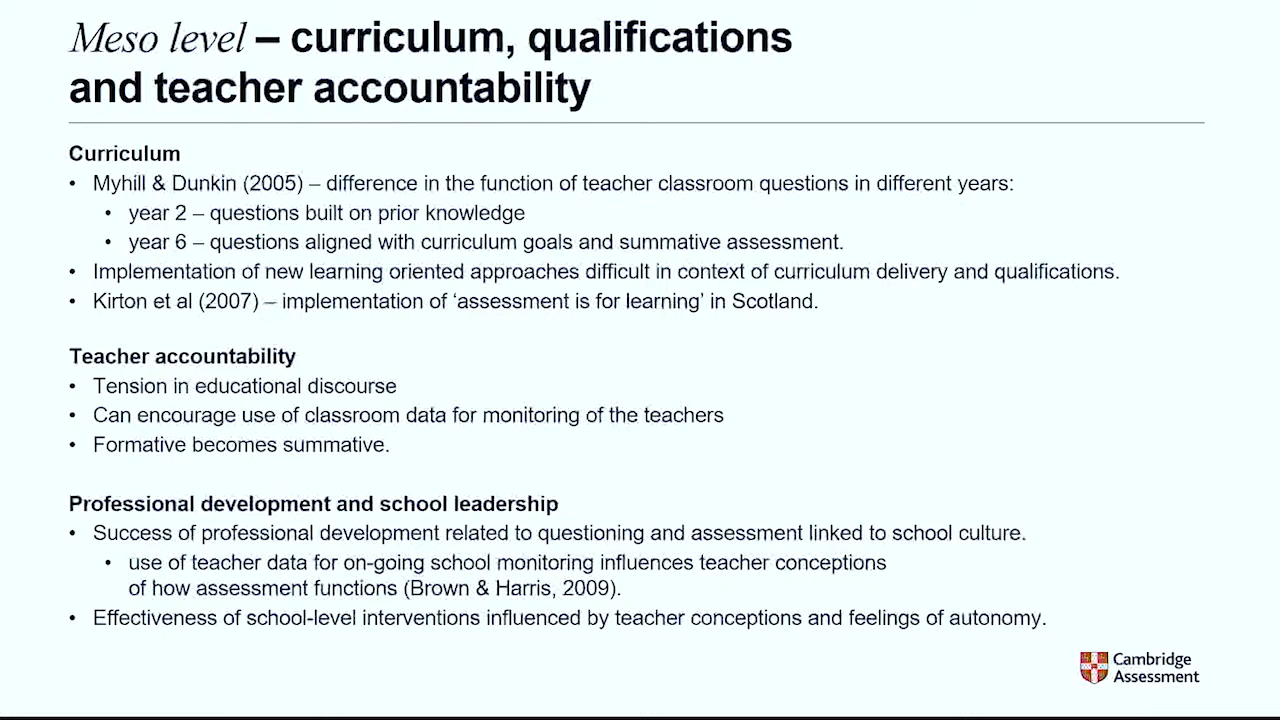 Meso level – curriculum, qualifications
and teacher accountability
Curriculum
• Myhill & Dunkin (2005) – difference in the function of teacher classroom questions in different years:
• year 2 – questions built on prior knowledge
• year 6 – questions aligned with curriculum goals and summative assessment.
• Implementation of new learning oriented approaches difficult in context of curriculum delivery and qualifications.
• Kirton et al (2007) – implementation of ‘assessment is for learning’ in Scotland.
Teacher accountability
• Tension in educational discourse
• Can encourage use of classroom data for monitoring of the teachers
• Formative becomes summative.
Professional development and school leadership
• Success of professional development related to questioning and assessment linked to school culture.
• use of teacher data for on-going school monitoring influences teacher conceptions
of how assessment functions (Brown & Harris, 2009).
• Effectiveness of school-level interventions influenced by teacher conceptions and feelings of autonomy.
Cambridge
Assessment